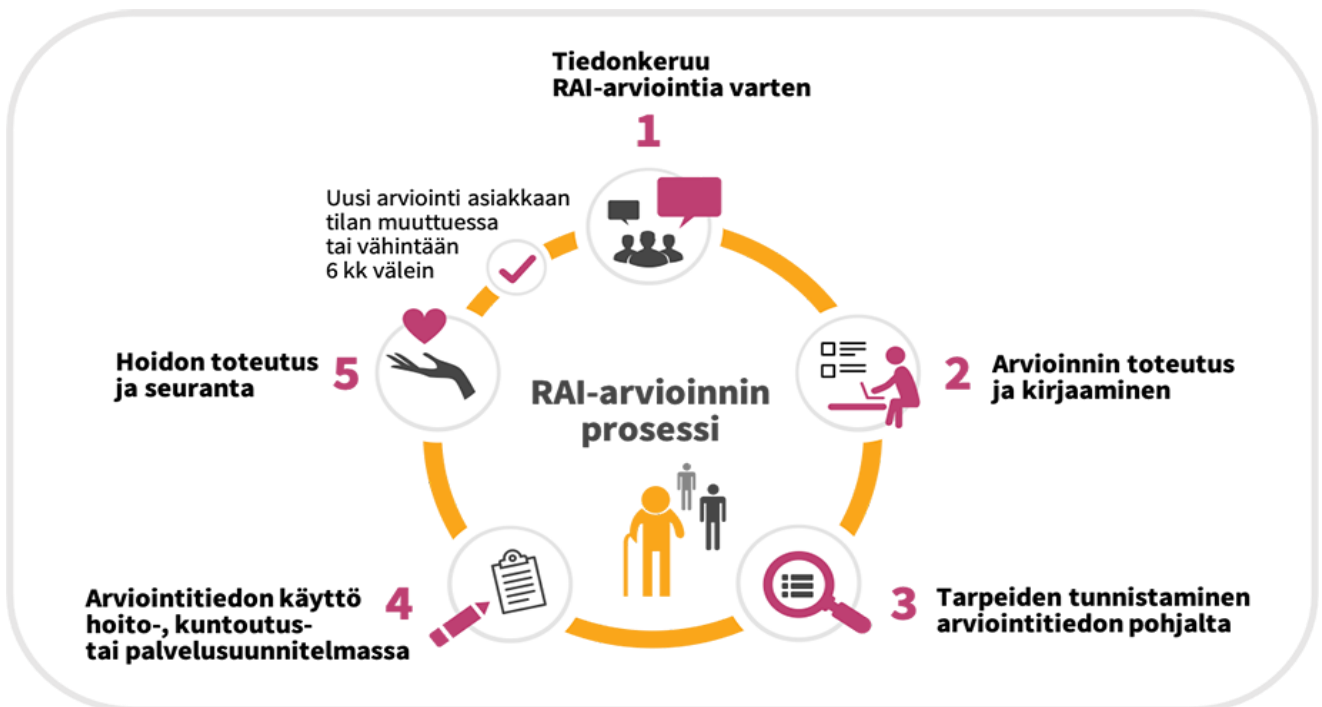 Tiedonkeruu
RAI-arviointia varten
1
Uusi arviointi asiakkaan
tilan muuttuessa
tai vähintään
6 kk välein
Hoidon toteutus
ja seuranta
5
RAI-arvioinnin
prosessi
2
Arvioinnin toteutus
ja kirjaaminen
Arviointitiedon käyttö
hoito-, kuntoutus-
tai palvelusuunnitelmassa
4
3
Tarpeiden tunnistaminen
arviointitiedon pohjalta